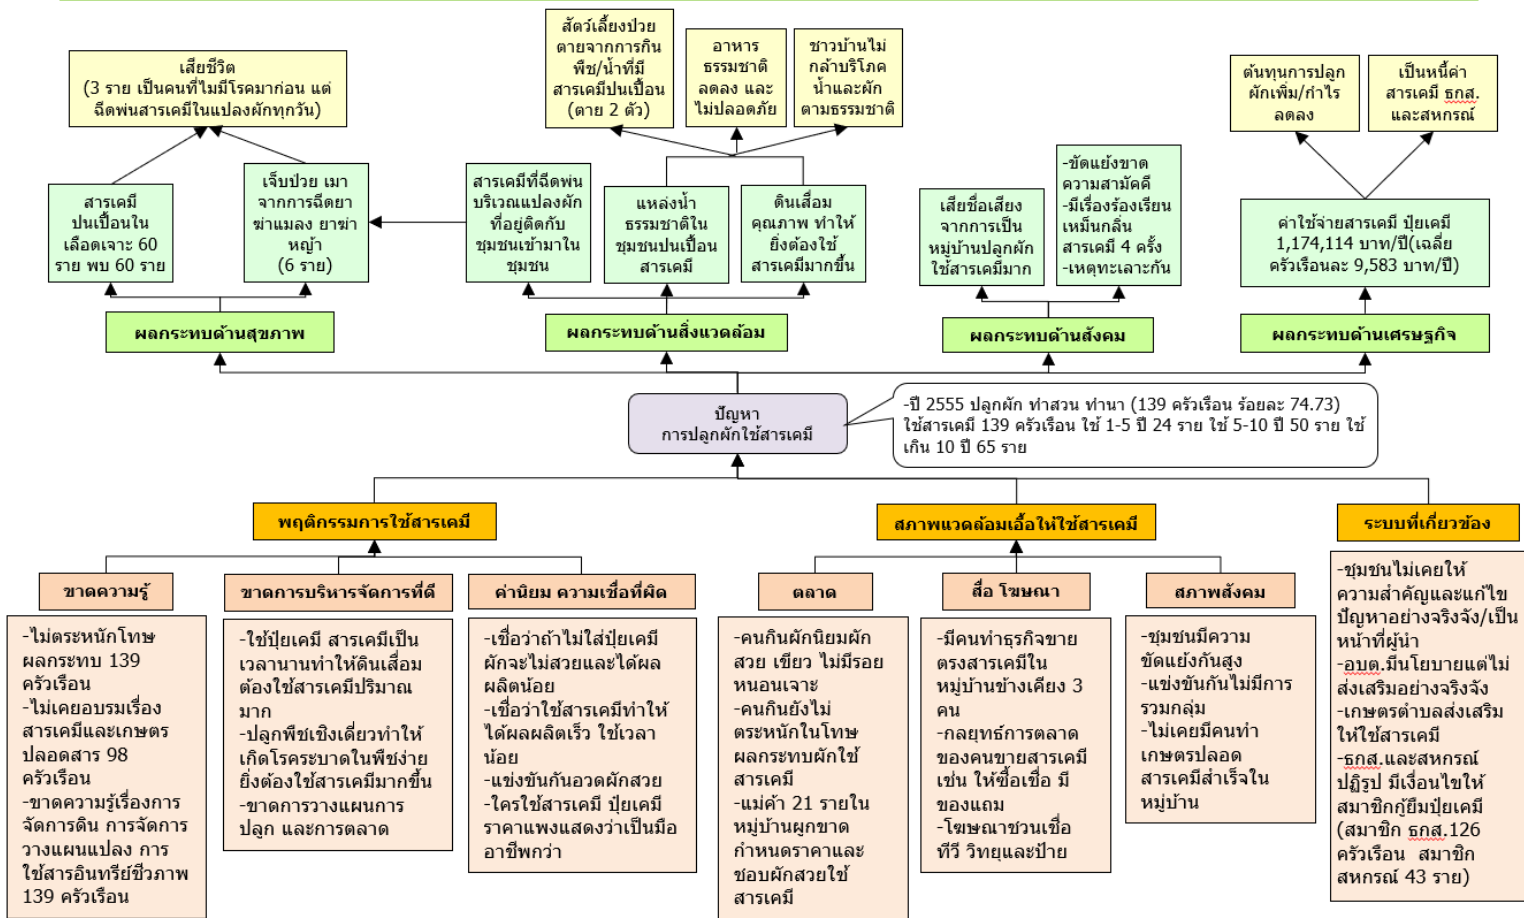 สัตว์เลี้ยงป่วย
ตายจากการกิน
พืช/น้ำที่มี
สารเคมีปนเปื้อน
(ตาย 2 ตัว)
อาหาร
ธรรมชาติ
ลดลง และ
ไม่ปลอดภัย
ชาวบ้านไม่
กล้าบริโภค
น้ำและผัก
ตามธรรมชาติ
เสียชีวิต
(3 ราย เป็นคนที่ไมมีโรคมาก่อน แต่
ฉีดพ่นสารเคมีในแปลงผักทุกวัน)
ต้นทุนการปลูก
ผักเพิ่ม/กำไร
ลดลง
เป็นหนี้ค่า
สารเคมี ธกส.
และสหกรณ์
สารเคมี
ปนเปื้อนใน
เลือดเจาะ 60
ราย พบ 60 ราย
เจ็บป่วย เมา
จากการฉีดยา
ฆ่าแมลง ยาฆ่า
หญ้า
(6 ราย)
สารเคมีที่ฉีดพ่น
บริเวณแปลงผัก
ที่อยู่ติดกับ
ชุมชนเข้ามาใน
ชุมชน
แหล่งน้ำ
ธรรมชาติใน
ชุมชนปนเปื้อน
สารเคมี
ดินเสื่อม
คุณภาพ ทำให้
ยิ่งต้องใช้
สารเคมีมากขึ้น
เสียชื่อเสียง
จากการเป็น
หมู่บ้านปลูกผัก
ใช้สารเคมีมาก
-ขัดแย้งขาด
ความสามัคคี
-มีเรื่องร้องเรียน
เหม็นกลิ่น
สารเคมี 4 ครั้ง
-เหตุทะเลาะกัน
ค่าใช้จ่ายสารเคมี ปุ๋ยเคมี
1,174,114 บาท/ปี(เฉลี่ย
ครัวเรือนละ 9,583 บาท/ปี)
ผลกระทบด้านสุขภาพ
ผลกระทบด้านสิ่งแวดล้อม
ผลกระทบด้านสังคม
ผลกระทบด้านเศรษฐกิจ
ปัญหา
การปลูกผักใช้สารเคมี
-ปี 2555 ปลูกผัก ทำสวน ทำนา (139 ครัวเรือน ร้อยละ 74.73)
ใช้สารเคมี 139 ครัวเรือน ใช้ 1-5 ปี 24 ราย ใช้ 5-10 ปี 50 ราย ใช้
เกิน 10 ปี 65 ราย
พฤติกรรมการใช้สารเคมี
สภาพแวดล้อมเอื้อให้ใช้สารเคมี
ระบบที่เกี่ยวข้อง
ขาดความรู้
ขาดการบริหารจัดการที่ดี
ค่านิยม ความเชื่อที่ผิด
ตลาด
สื่อ โฆษณา
สภาพสังคม
-ไม่ตระหนักโทษ
ผลกระทบ 139
ครัวเรือน
-ไม่เคยอบรมเรื่อง
สารเคมีและเกษตร
ปลอดสาร 98
ครัวเรือน
-ขาดความรู้เรื่องการ
จัดการดิน การจัดการ
วางแผนแปลง การ
ใช้สารอินทรีย์ชีวภาพ
139 ครัวเรือน
-ใช้ปุ๋ยเคมี สารเคมีเป็น
เวลานานทำให้ดินเสื่อม
ต้องใช้สารเคมีปริมาณ
มาก
-ปลูกพืชเชิงเดี่ยวทำให้
เกิดโรคระบาดในพืชง่าย
ยิ่งต้องใช้สารเคมีมากขึ้น
-ขาดการวางแผนการ
ปลูก และการตลาด
-เชื่อว่าถ้าไม่ใส่ปุ๋ยเคมี
ผักจะไม่สวยและได้ผล
ผลิตน้อย
-เชื่อว่าใช้สารเคมีทำให้
ได้ผลผลิตเร็ว ใช้เวลา
น้อย
-แข่งขันกันอวดผักสวย
-ใครใช้สารเคมี ปุ๋ยเคมี
ราคาแพงแสดงว่าเป็นมือ
อาชีพกว่า
-คนกินผักนิยมผัก
สวย เขียว ไม่มีรอย
หนอนเจาะ
-คนกินยังไม่
ตระหนักในโทษ
ผลกระทบผักใช้
สารเคมี
-แม่ค้า 21 รายใน
หมู่บ้านผูกขาด
กำหนดราคาและ
ชอบผักสวยใช้
สารเคมี
-มีคนทำธุรกิจขาย
ตรงสารเคมีใน
หมู่บ้านข้างเคียง 3
คน
-กลยุทธ์การตลาด
ของคนขายสารเคมี
เช่น ให้ซื้อเชื่อ มี
ของแถม
-โฆษณาชวนเชื่อ
ทีวี วิทยุและป้าย
-ชุมชนมีความ
ขัดแย้งกันสูง
-แข่งขันกันไม่มีการ
รวมกลุ่ม
-ไม่เคยมีคนทำ
เกษตรปลอด
สารเคมีสำเร็จใน
หมู่บ้าน
-ชุมชนไม่เคยให้
ความสำคัญและแก้ไข
ปัญหาอย่างจริงจัง/เป็น
หน้าที่ผู้นำ
-อบต.มีนโยบายแต่ไม่
ส่งเสริมอย่างจริงจัง
-เกษตรตำบลส่งเสริม
ให้ใช้สารเคมี
-ธกส.และสหกรณ์
ปฏิรูป มีเงื่อนไขให้
สมาชิกกู้ยืมปุ๋ยเคมี
(สมาชิก ธกส.126
ครัวเรือน สมาชิก
สหกรณ์ 43 ราย)